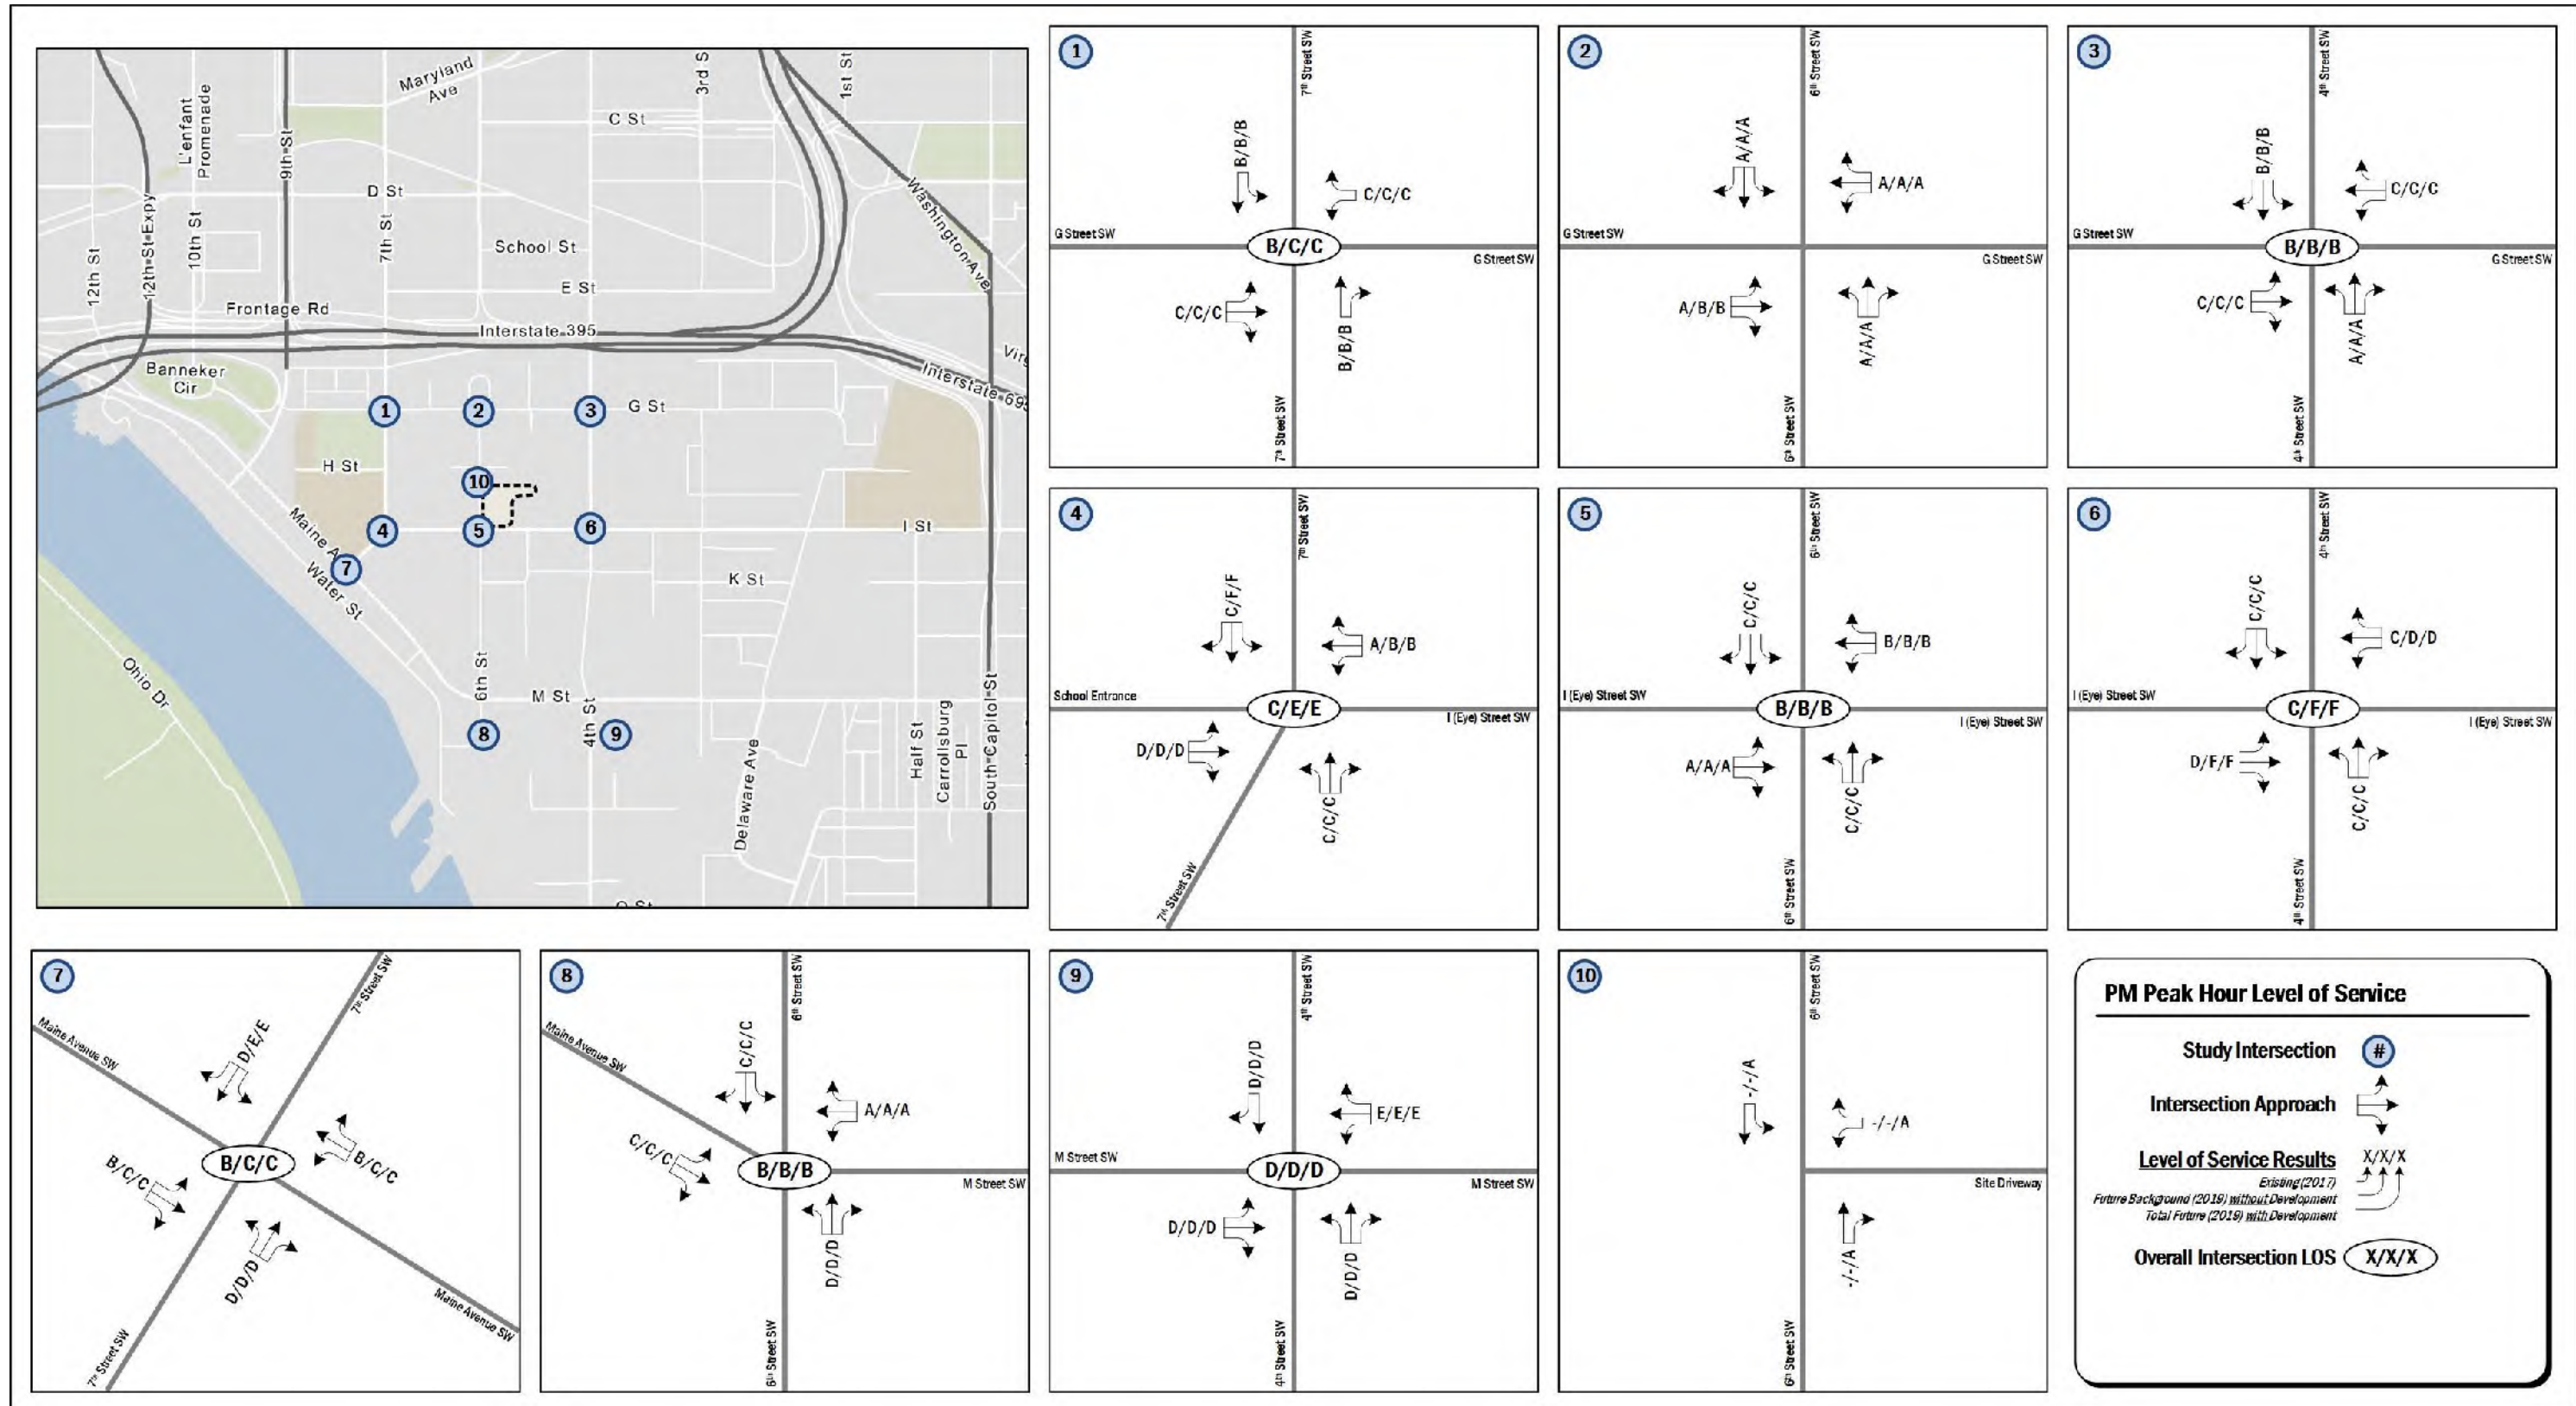 Maryland
Ave
L'enfant
Promenade
9th St
3rd S
1st St
C St
Washington Ave
D St
7th St
12th St
12th St Expy
10th St
School St
E St
Frontage Rd
Interstate 395
Banneker
Cir
Interstate 69
1
2
3
G St
H St
10
4
5
6
I St
Maine A
7
Water St
K St
Ohio Dr
6th St
M St
8
4th St
9
Delaware Ave
Half St
Carrollsburg
Pl
South Capitol St
1
7th Street SW
B/B/B
C/C/C
G Street SW
B/C/C
G Street SW
C/C/C
B/B/B
7th Street SW
2
6th Street SW
A/A/A
A/A/A
G Street SW
G Street SW
A/B/B
A/A/A
6th Street SW
3
4th Street SW
B/B/B
C/C/C
G Street SW
B/B/B
G Street SW
C/C/C
A/A/A
4th Street SW
4
7th Street SW
C/F/F
A/B/B
School Entrance
C/E/E
I (Eye) Street SW
D/D/D
C/C/C
7th Street SW
5
6th Street SW
C/C/C
B/B/B
I (Eye) Street SW
B/B/B
I (Eye) Street SW
A/A/A
C/C/C
6th Street SW
6
4th Street SW
C/C/C
C/D/D
I (Eye) Street SW
C/F/F
I (Eye) Street SW
D/F/F
C/C/C
4th Street SW
7
7th Street SW
Maine Avenue SW
D/E/E
B/C/C
B/C/C
B/C/C
D/D/D
Maine Avenue SW
7th Street SW
8
6th Street SW
Maine Avenue SW
C/C/C
A/A/A
C/C/C
B/B/B
M Street SW
D/D/D
6th Street SW
9
4th Street SW
D/D/D
E/E/E
M Street SW
D/D/D
M Street SW
D/D/D
D/D/D
4th Street SW
10
6th Street SW
-/-/A
-/-/A
Site Driveway
-/-/A
6th Street SW
PM Peak Hour Level of Service
Study Intersection #
Intersection Approach
Level of Service Results X/X/X
Existing (2017)
Future Background (2019) without Development
Total Future (2019) with Development
Overall Intersection LOS X/X/X